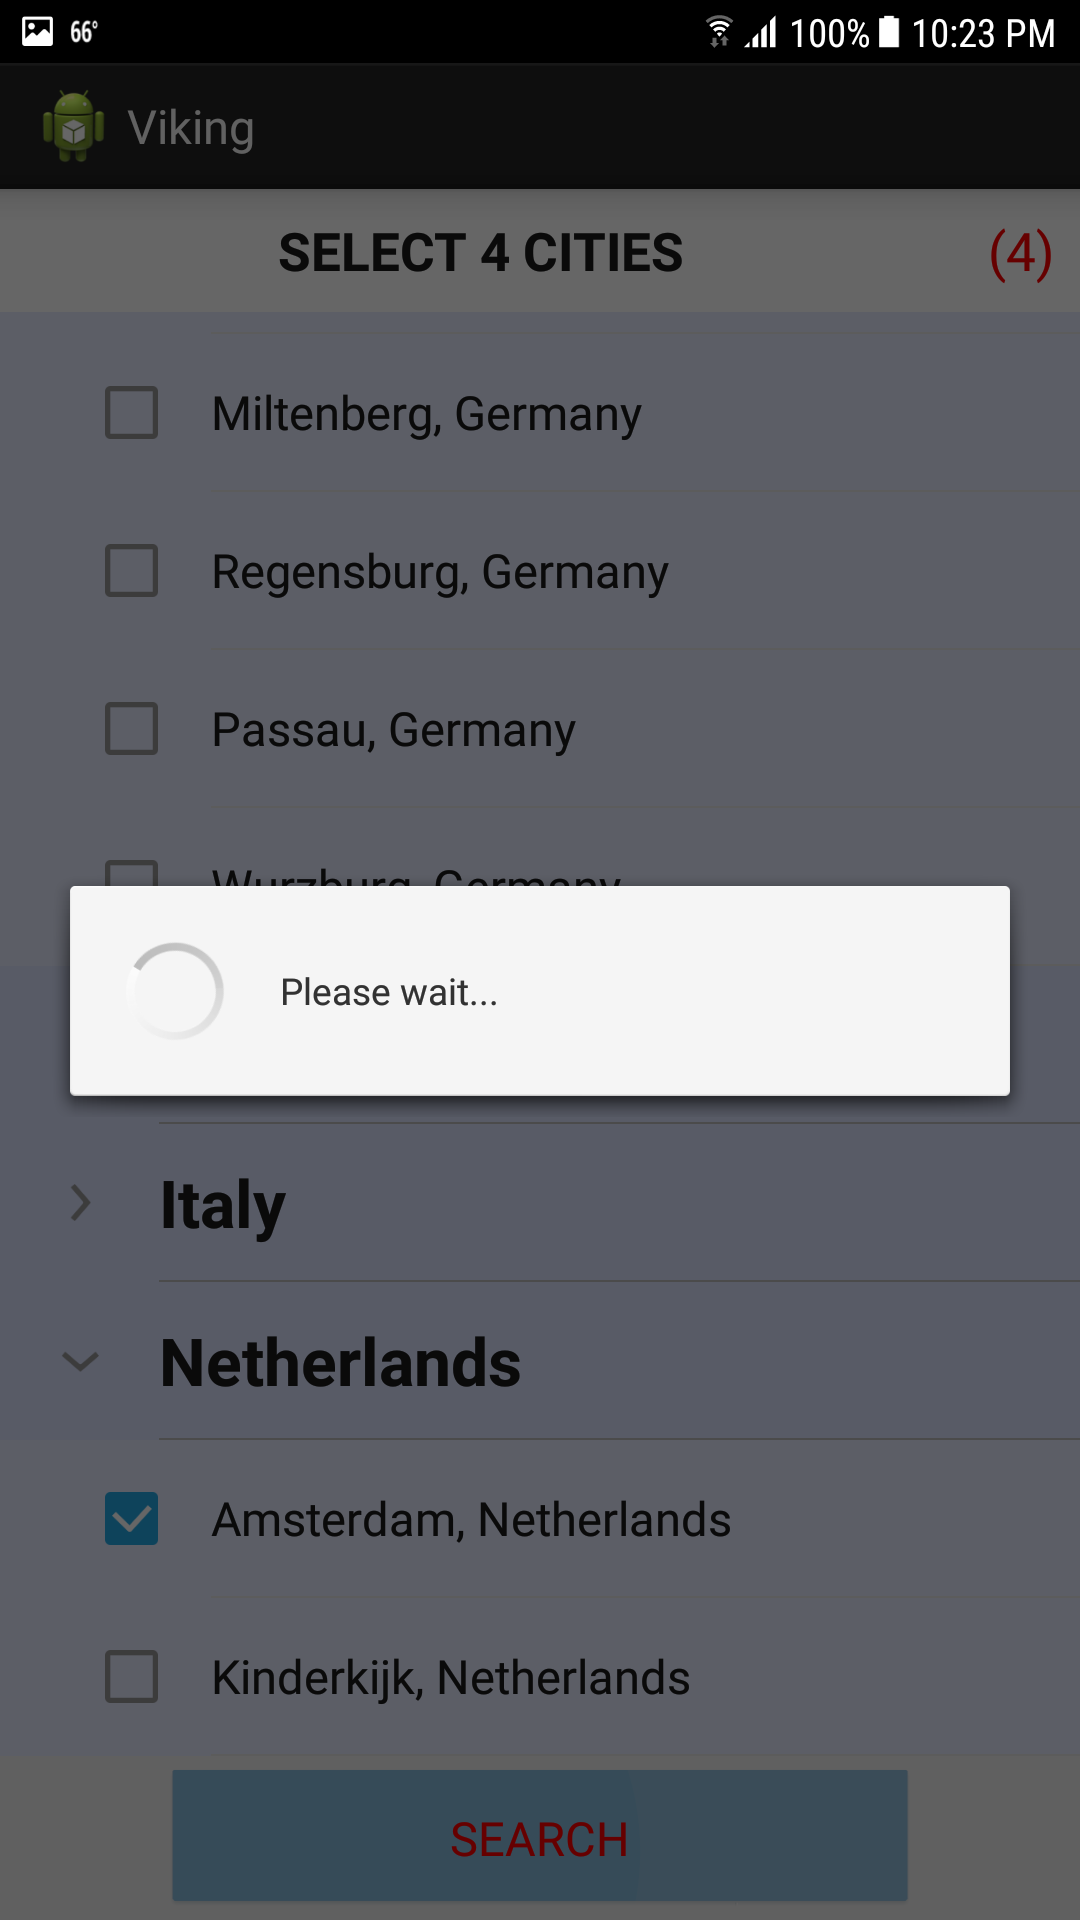 66°
100% 10:23 PM
Viking
SELECT 4 CITIES (4)
Miltenberg, Germany
Regensburg, Germany
Passau, Germany
Wurzburg, Germany
Please wait...
Italy
Netherlands
Amsterdam, Netherlands
Kinderkijk, Netherlands
SEARCH